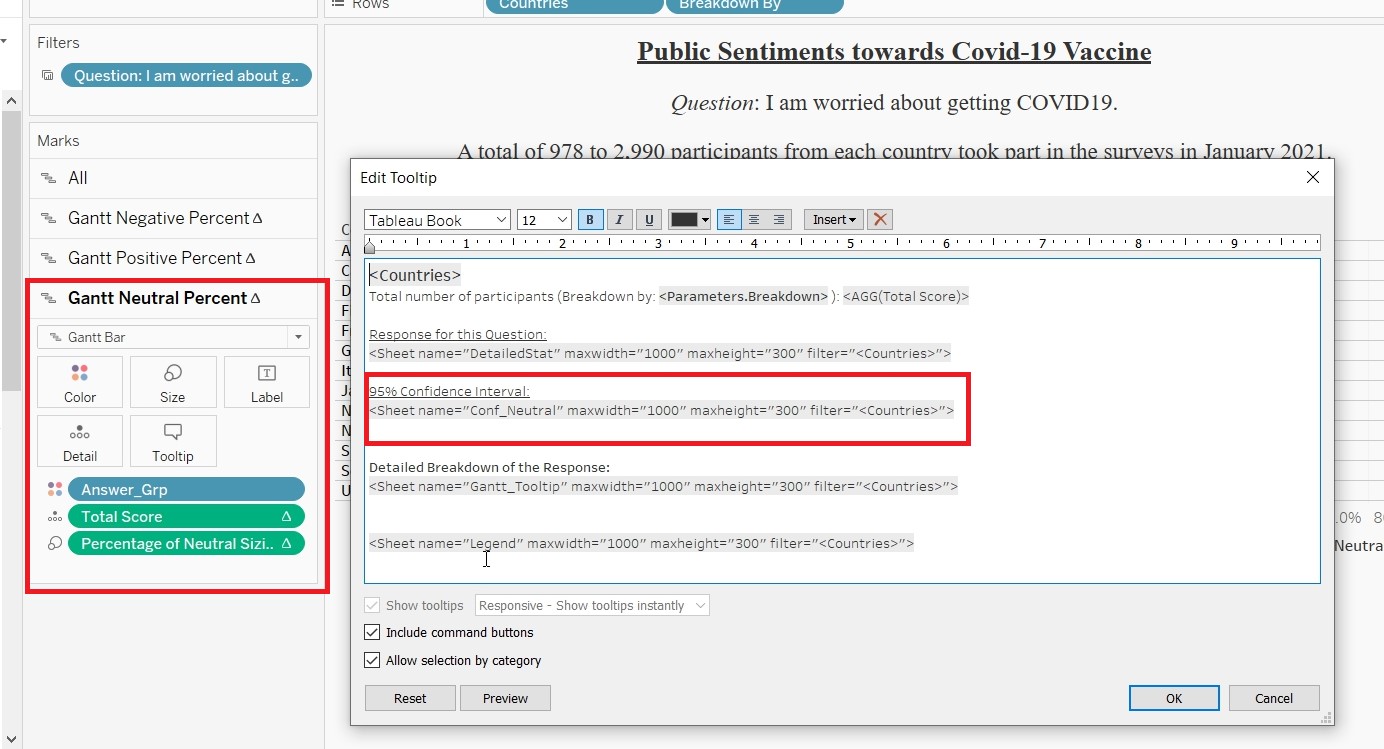 Rows
Countries
Breakdown By
Filters
Question: I am worried about g..
Marks
All
Gantt Negative Percent Δ
Gantt Positive Percent Δ
Gantt Neutral Percent Δ
Gantt Bar
Color
Size
Label
Detail
Tooltip
Answer_Grp
Total Score Δ
Percentage of Neutral Sizi.. Δ
Public Sentiments towards Covid-19 Vaccine
Question: I am worried about getting COVID19.
A total of 978 to 2,990 participants from each country took part in the surveys in January 2021.
Edit Tooltip
Tableau Book
12
B
I
U
Insert
1 2 3 4 5 6 7 8 9
<Countries>
Total number of participants (Breakdown by: <Parameters.Breakdown> ): <AGG(Total Score)>
Response for this Question:
<Sheet name="DetailedStat" maxwidth="1000" maxheight="300" filter="<Countries>">
95% Confidence Interval:
<Sheet name="Conf_Neutral" maxwidth="1000" maxheight="300" filter="<Countries>">
Detailed Breakdown of the Response:
<Sheet name="Gantt_Tooltip" maxwidth="1000" maxheight="300" filter="<Countries>">
<Sheet name="Legend" maxwidth="1000" maxheight="300" filter="<Countries>">
Show tooltips
Responsive - Show tooltips instantly
Include command buttons
Allow selection by category
Reset
Preview
OK
Cancel